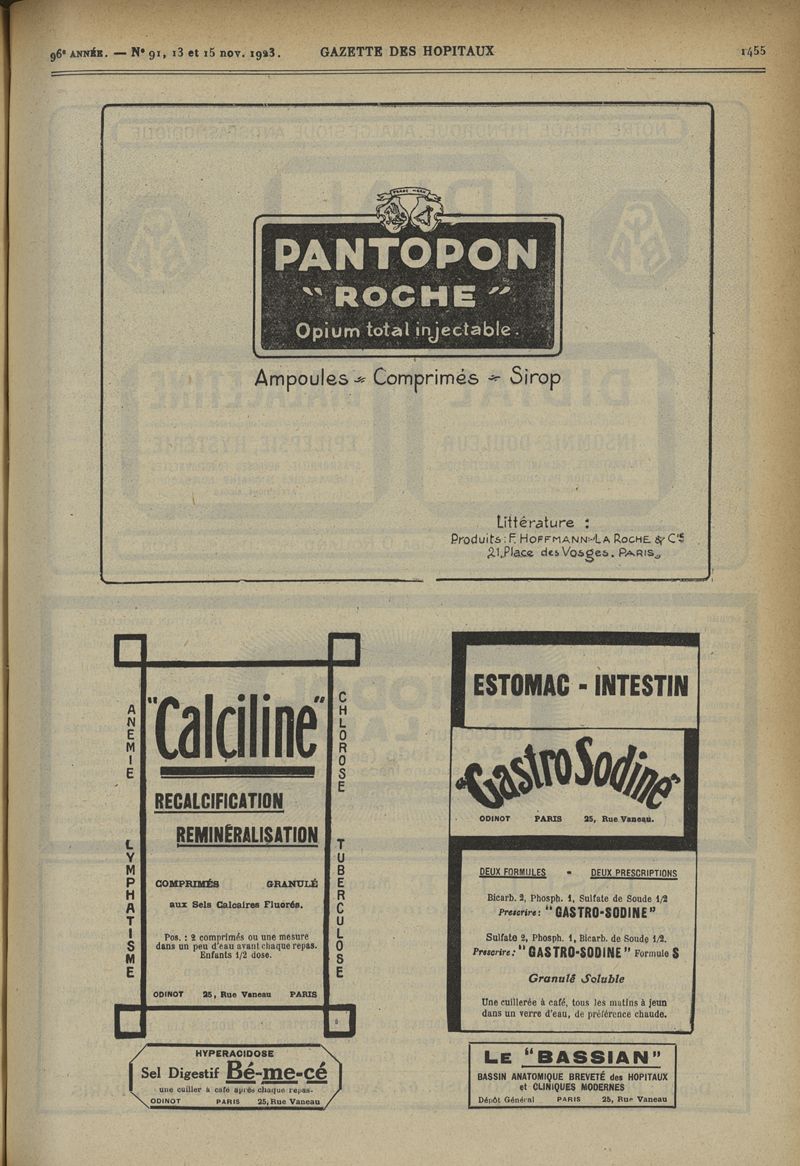 96e ANNÉE. — N° 91, 13 et 15 nov. 1923. GAZETTE DES HOPITAUX 1455
PANTOPON
"ROCHE"
Opium total injectable.
Ampoules - Comprimés - Sirop
Littérature :
Produits : F. HOFFMANN-LA ROCHE & Cie
21, Place des Vosges. PARIS
ANEMIE
LYMPHATISME
"Calciline"
RECALCIFICATION
REMINÉRALISATION
COMPRIMÉS GRANULÉ
aux Sels Calcaires Fluorés.
Pos. : 2 comprimés ou une mesure
dans un peu d'eau avant chaque repas.
Enfants 1/2 dose.
ODINOT 25, Rue Vaneau PARIS
CHLOROSE
TUBERCULOSE
ESTOMAC - INTESTIN
"GastroSodine"
ODINOT PARIS 25, Rue Vaneau.
DEUX FORMULES - DEUX PRESCRIPTIONS
Bicarb. 2, Phosph. 1, Sulfate de Soude 1/2
Prescrire : "GASTRO-SODINE"
Sulfate 2, Phosph. 1, Bicarb. de Soude 1/2.
Prescrire : "GASTRO-SODINE" Formule S
Granulé Soluble
Une cuillerée à café, tous les matins à jeun
dans un verre d'eau, de préférence chaude.
HYPERACIDOSE
Sel Digestif Bé-me-cé
une cuiller à café après chaque repas.
ODINOT PARIS 25, Rue Vaneau
LE "BASSIAN"
BASSIN ANATOMIQUE BREVETÉ des HOPITAUX
et CLINIQUES MODERNES
Dépôt Général PARIS 25, Rue Vaneau